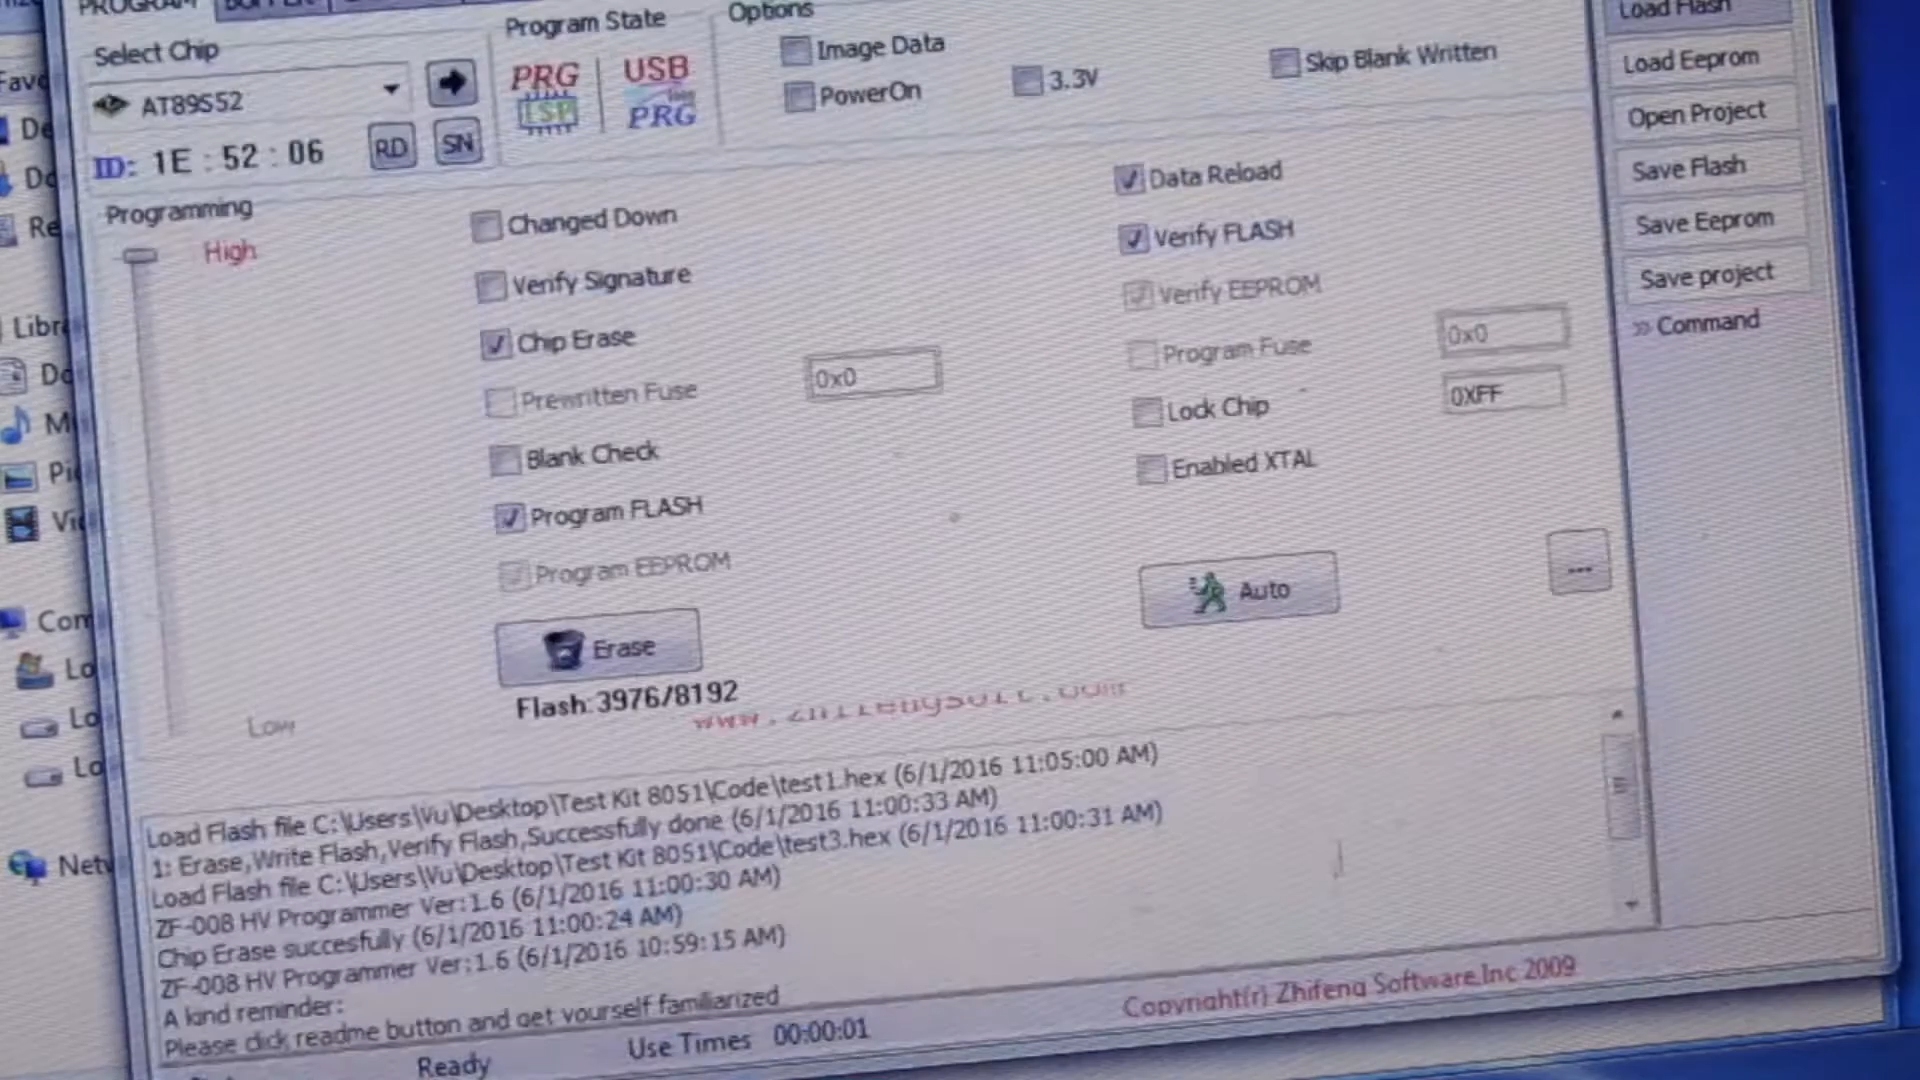 PROGRAM
Select Chip
AT89S52
ID: 1E : 52 : 06
RD
SN
Program State
PRG
ISP
USB
PRG
Options
Image Data
PowerOn
3.3V
Skip Blank Written
Programming
High
Low
Changed Down
Verify Signature
Chip Erase
Prewritten Fuse
0x0
Blank Check
Program FLASH
Program EEPROM
Erase
Flash:3976/8192
Data Reload
Verify FLASH
Verify EEPROM
Program Fuse
0x0
Lock Chip
0XFF
Enabled XTAL
Auto
...
Load Flash
Load Eeprom
Open Project
Save Flash
Save Eeprom
Save project
>> Command
Load Flash file C:\Users\Vu\Desktop\Test Kit 8051\Code\test1.hex (6/1/2016 11:05:00 AM)
1: Erase,Write Flash,Verify Flash,Successfully done (6/1/2016 11:00:33 AM)
Load Flash file C:\Users\Vu\Desktop\Test Kit 8051\Code\test3.hex (6/1/2016 11:00:31 AM)
ZF-008 HV Programmer Ver:1.6 (6/1/2016 11:00:30 AM)
Chip Erase succesfully (6/1/2016 11:00:24 AM)
ZF-008 HV Programmer Ver:1.6 (6/1/2016 10:59:15 AM)
A kind reminder:
Please click readme button and get yourself familiarized
Ready
Use Times 00:00:01
Copyright(r) Zhifeng Software,Inc 2009